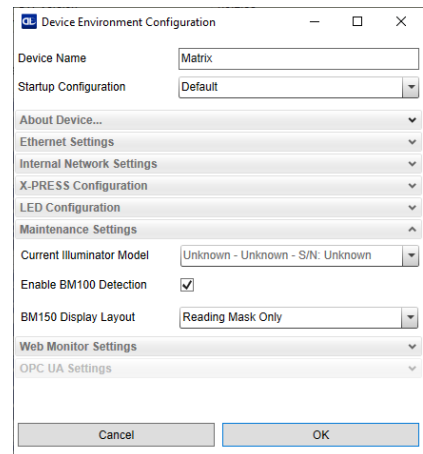 Device Environment Configuration
Device Name Matrix
Startup Configuration Default
About Device...
Ethernet Settings
Internal Network Settings
X-PRESS Configuration
LED Configuration
Maintenance Settings
Current Illuminator Model Unknown - Unknown - S/N: Unknown
Enable BM100 Detection
BM150 Display Layout Reading Mask Only
Web Monitor Settings
OPC UA Settings
Cancel OK